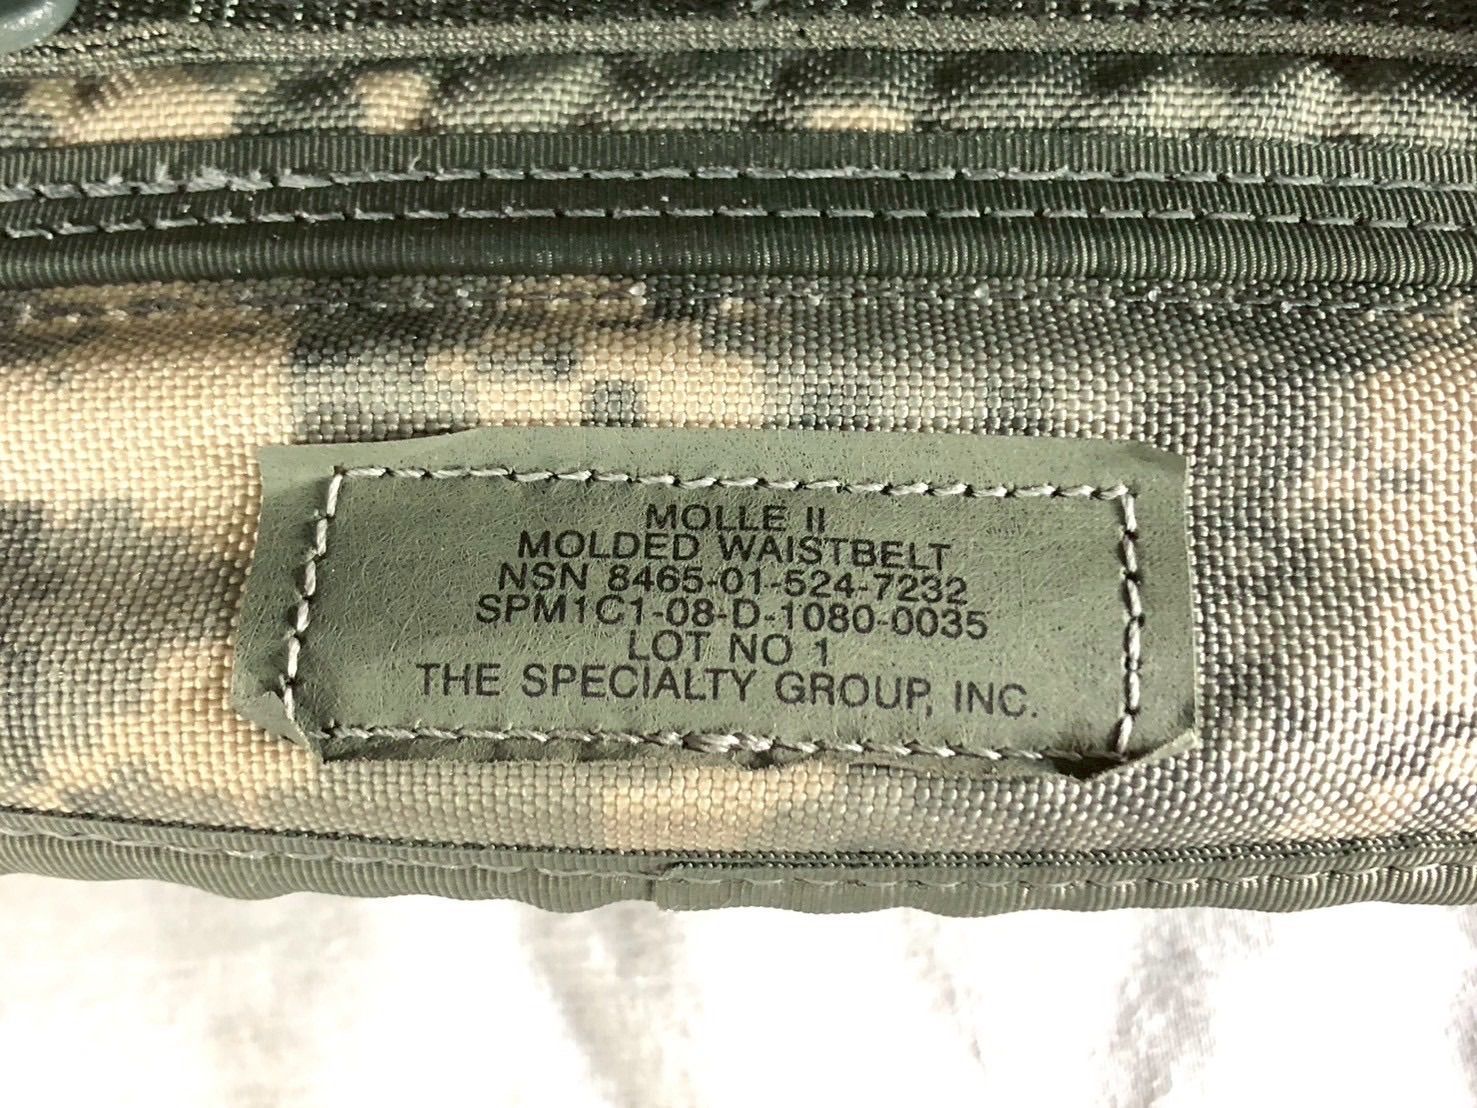 MOLLE II
MOLDED WAISTBELT
NSN 8465-01-524-7232
SPM1C1-08-D-1080-0035
LOT NO 1
THE SPECIALTY GROUP, INC.